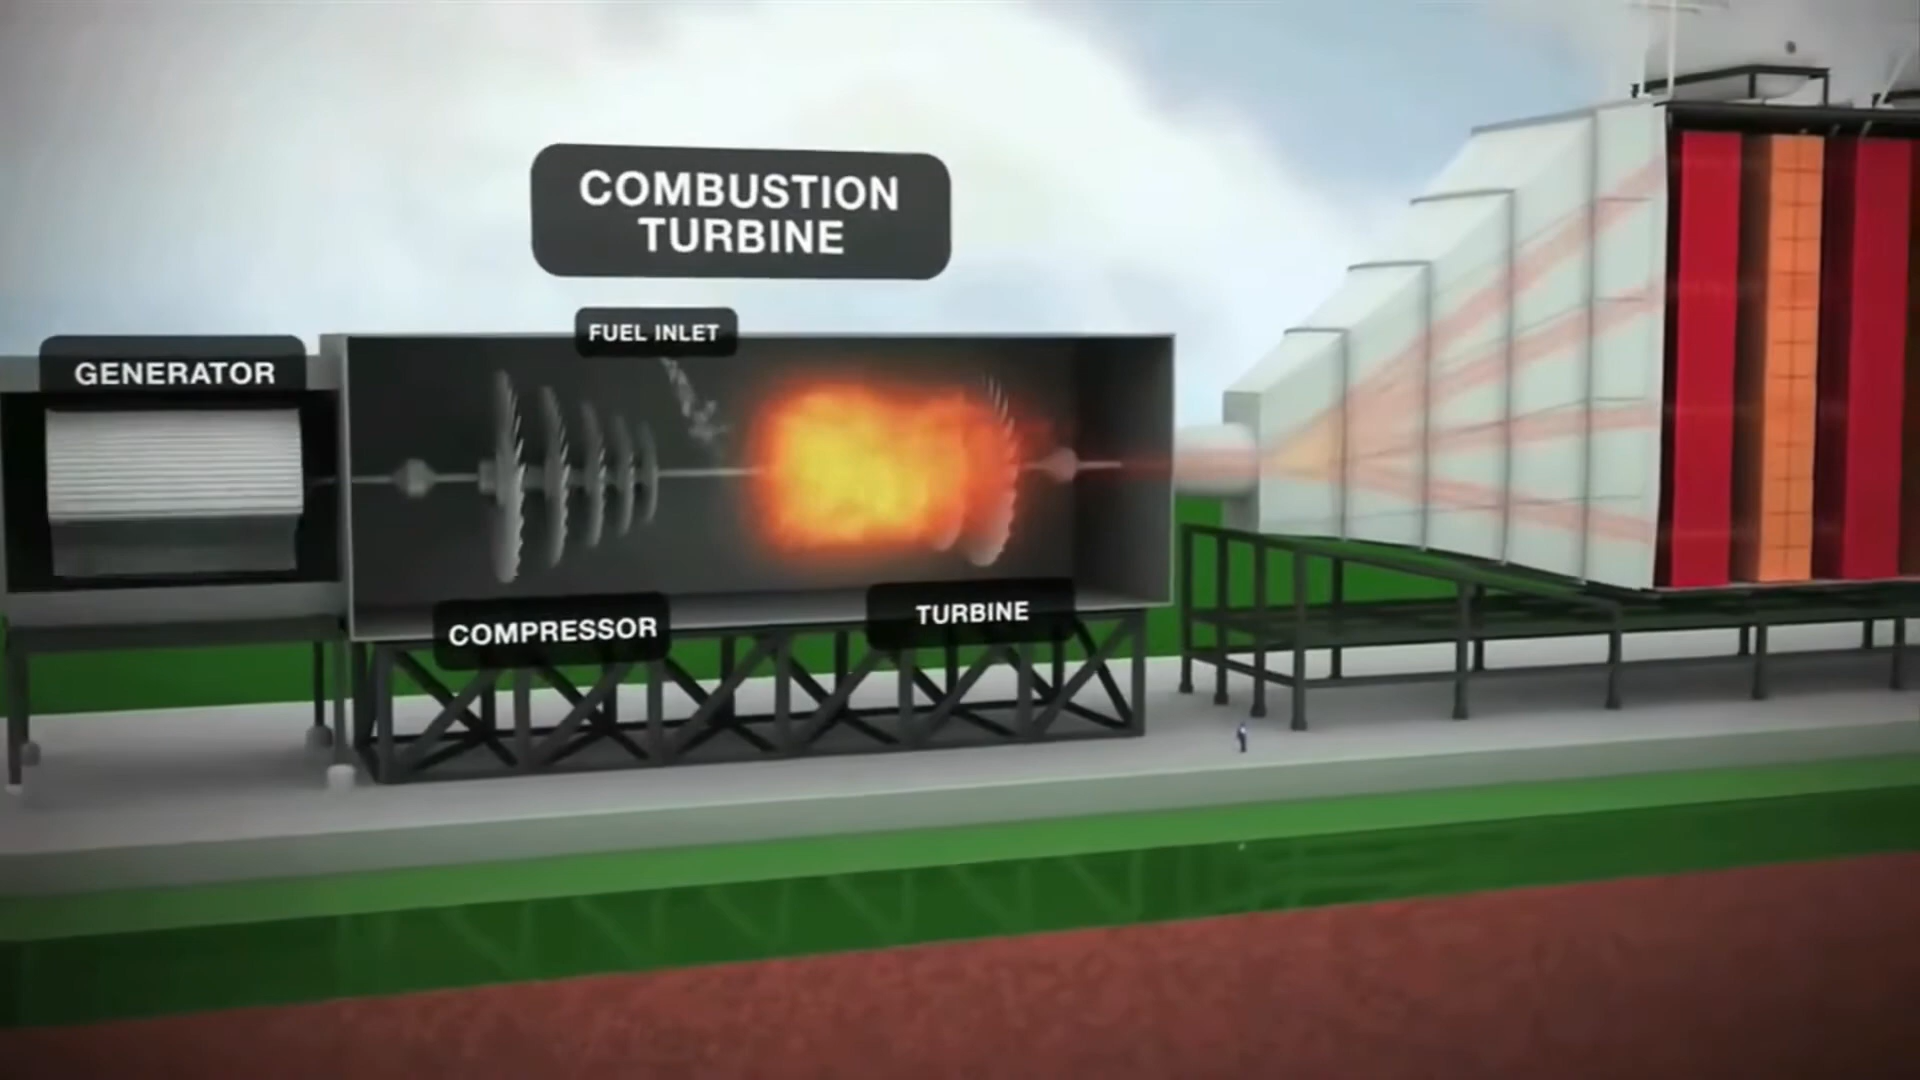 COMBUSTION
TURBINE
FUEL INLET
GENERATOR
COMPRESSOR
TURBINE